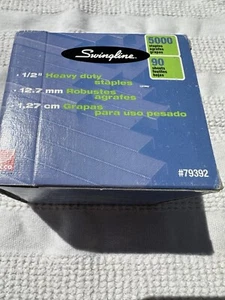 Swingline
5000
staples
agrafes
grapas
90
sheets
feuilles
hojas
· 1/2" Heavy duty
staples
· 12.7 mm Robustes
agrafes
· 1,27 cm Grapas
para uso pesado
#79392